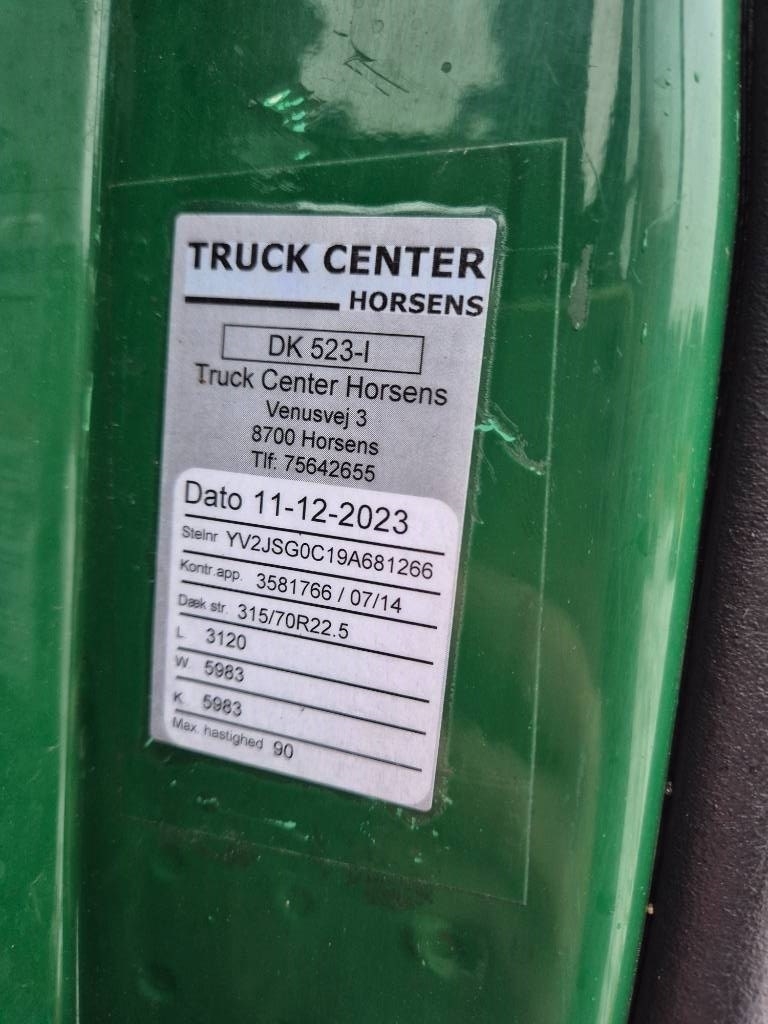 TRUCK CENTER
HORSENS
DK 523-I
Truck Center Horsens
Venusvej 3
8700 Horsens
Tlf: 75642655
Dato 11-12-2023
Stelnr YV2JSG0C19A681266
Kontr.app. 3581766 / 07/14
Dæk str. 315/70R22.5
L 3120
W. 5983
K. 5983
Max. hastighed 90